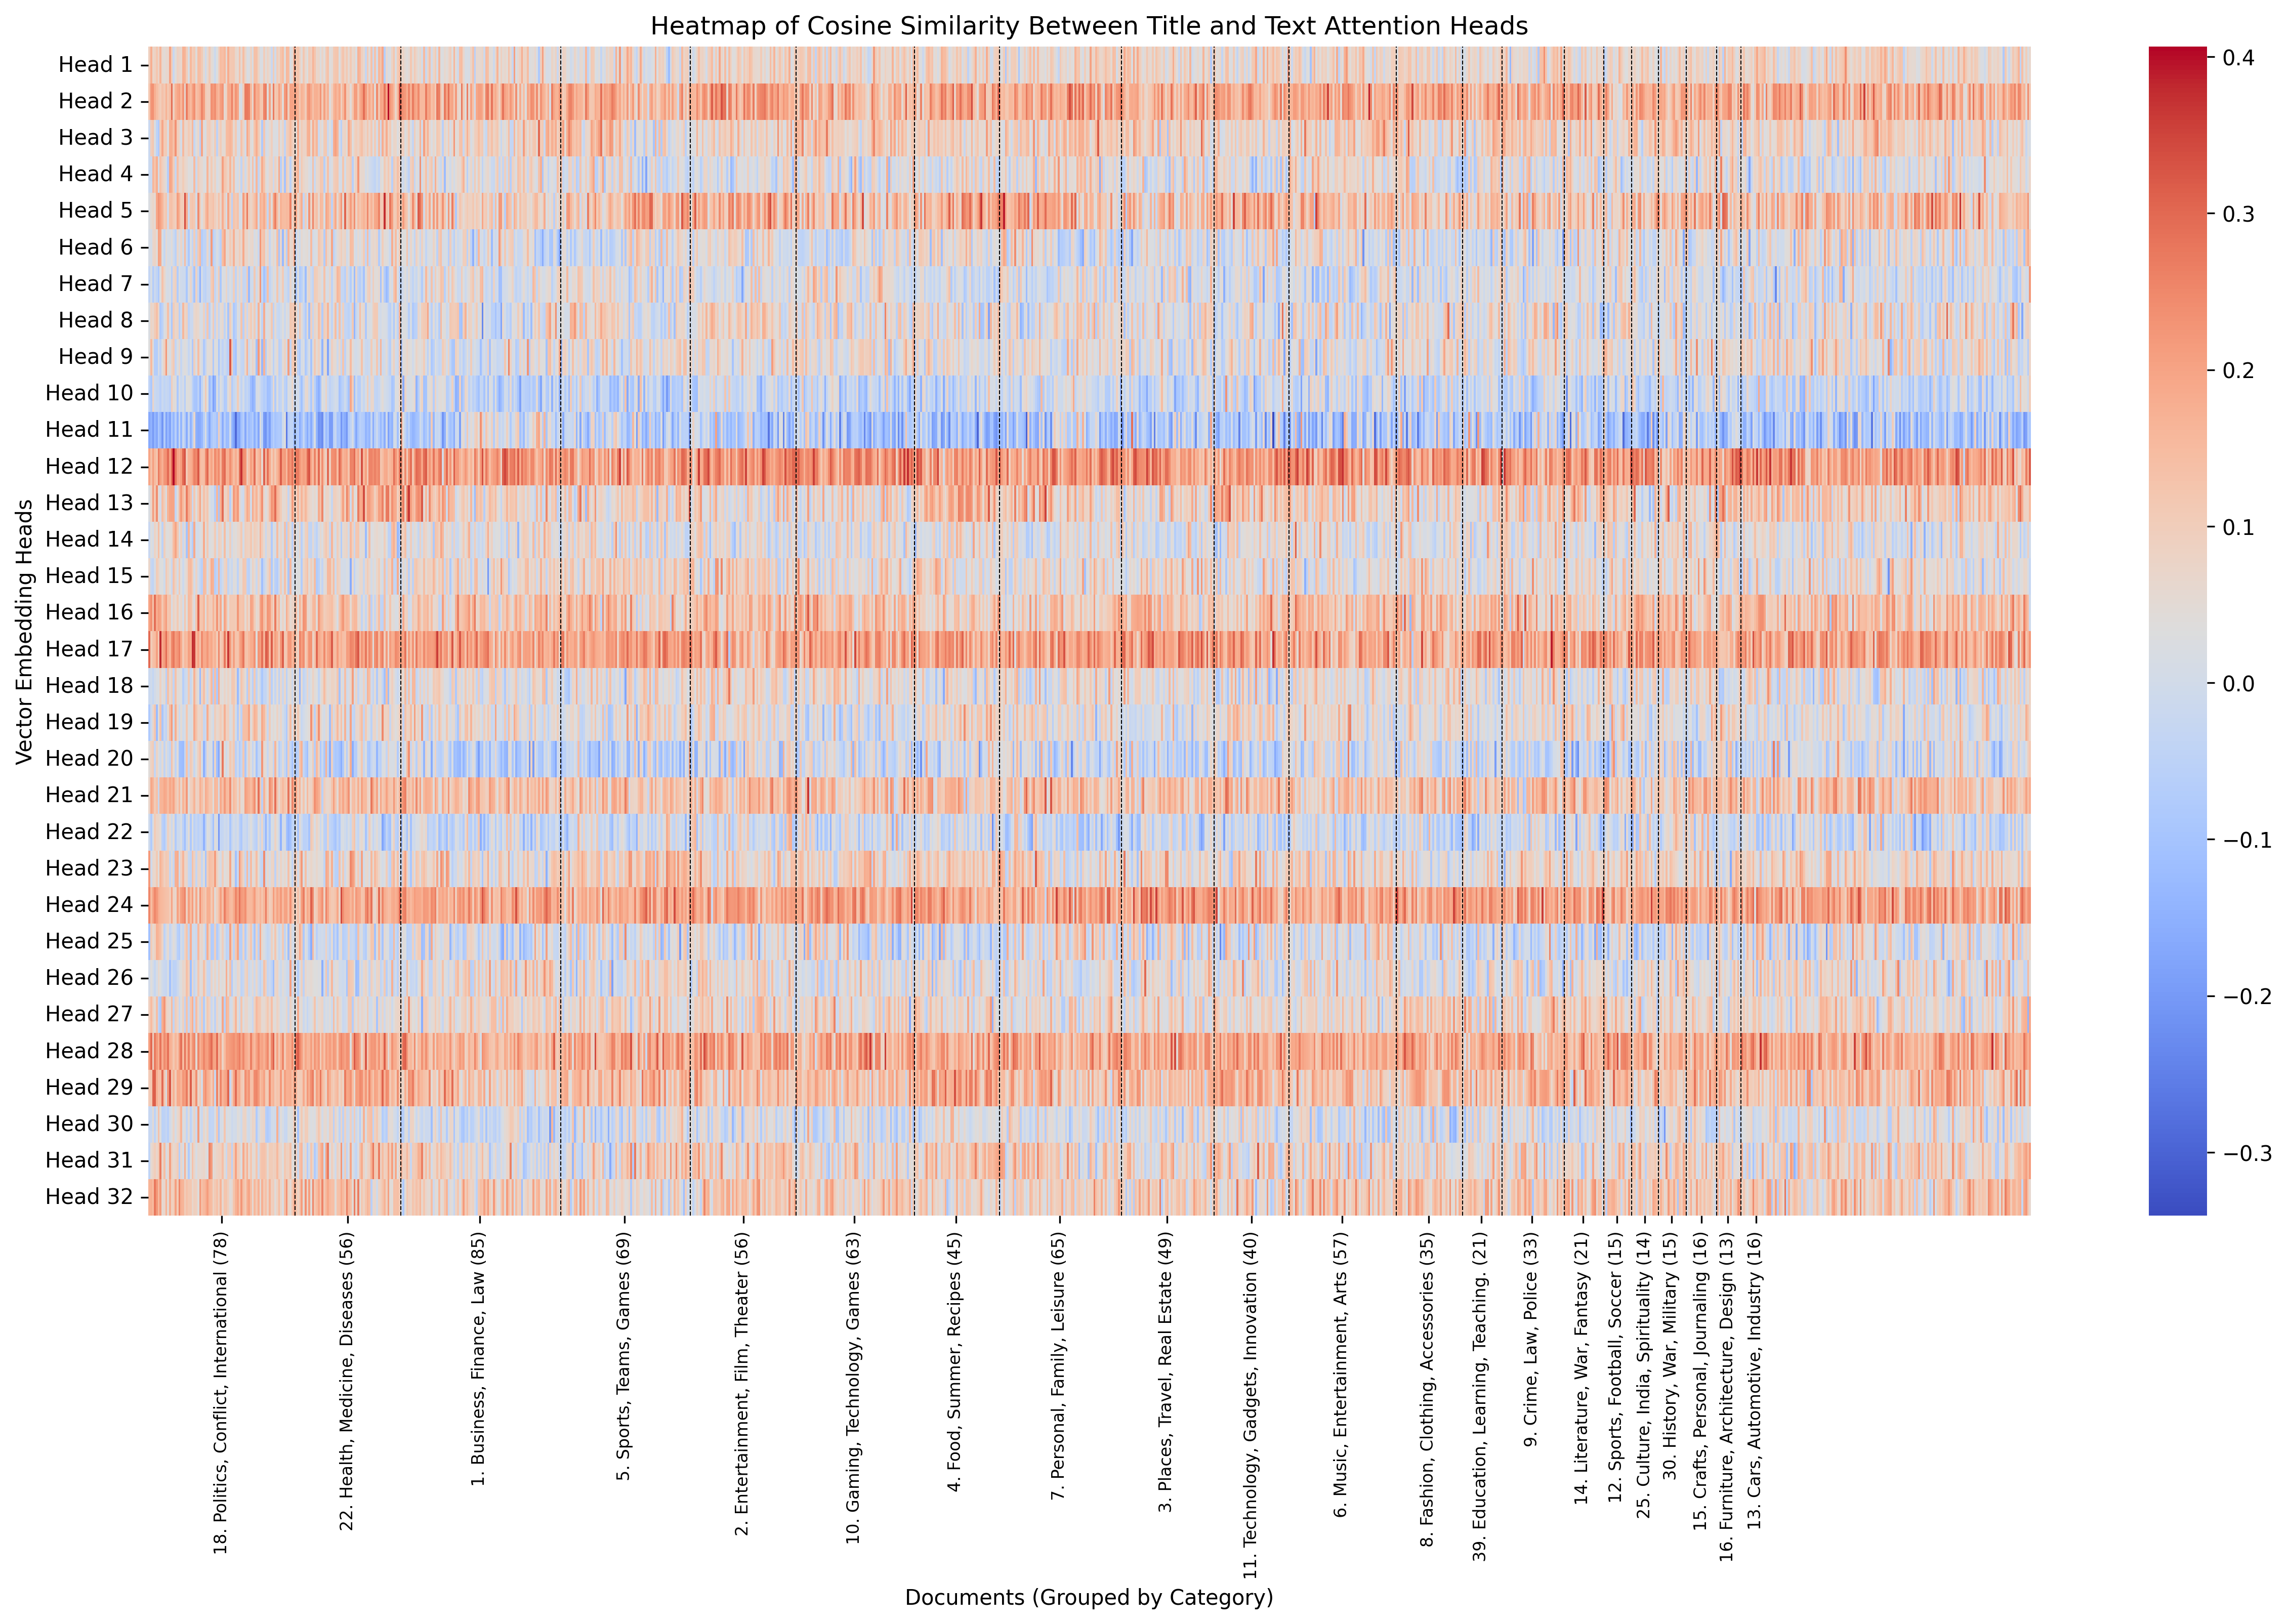 Heatmap of Cosine Similarity Between Title and Text Attention Heads
Vector Embedding Heads
Head 1
Head 2
Head 3
Head 4
Head 5
Head 6
Head 7
Head 8
Head 9
Head 10
Head 11
Head 12
Head 13
Head 14
Head 15
Head 16
Head 17
Head 18
Head 19
Head 20
Head 21
Head 22
Head 23
Head 24
Head 25
Head 26
Head 27
Head 28
Head 29
Head 30
Head 31
Head 32
18. Politics, Conflict, International (78)
22. Health, Medicine, Diseases (56)
1. Business, Finance, Law (85)
5. Sports, Teams, Games (69)
2. Entertainment, Film, Theater (56)
10. Gaming, Technology, Games (63)
4. Food, Summer, Recipes (45)
7. Personal, Family, Leisure (65)
3. Places, Travel, Real Estate (49)
11. Technology, Gadgets, Innovation (40)
6. Music, Entertainment, Arts (57)
8. Fashion, Clothing, Accessories (35)
39. Education, Learning, Teaching. (21)
9. Crime, Law, Police (33)
14. Literature, War, Fantasy (21)
12. Sports, Football, Soccer (15)
25. Culture, India, Spirituality (14)
30. History, War, Military (15)
15. Crafts, Personal, Journaling (16)
16. Furniture, Architecture, Design (13)
13. Cars, Automotive, Industry (16)
Documents (Grouped by Category)
0.4
0.3
0.2
0.1
0.0
−0.1
−0.2
−0.3